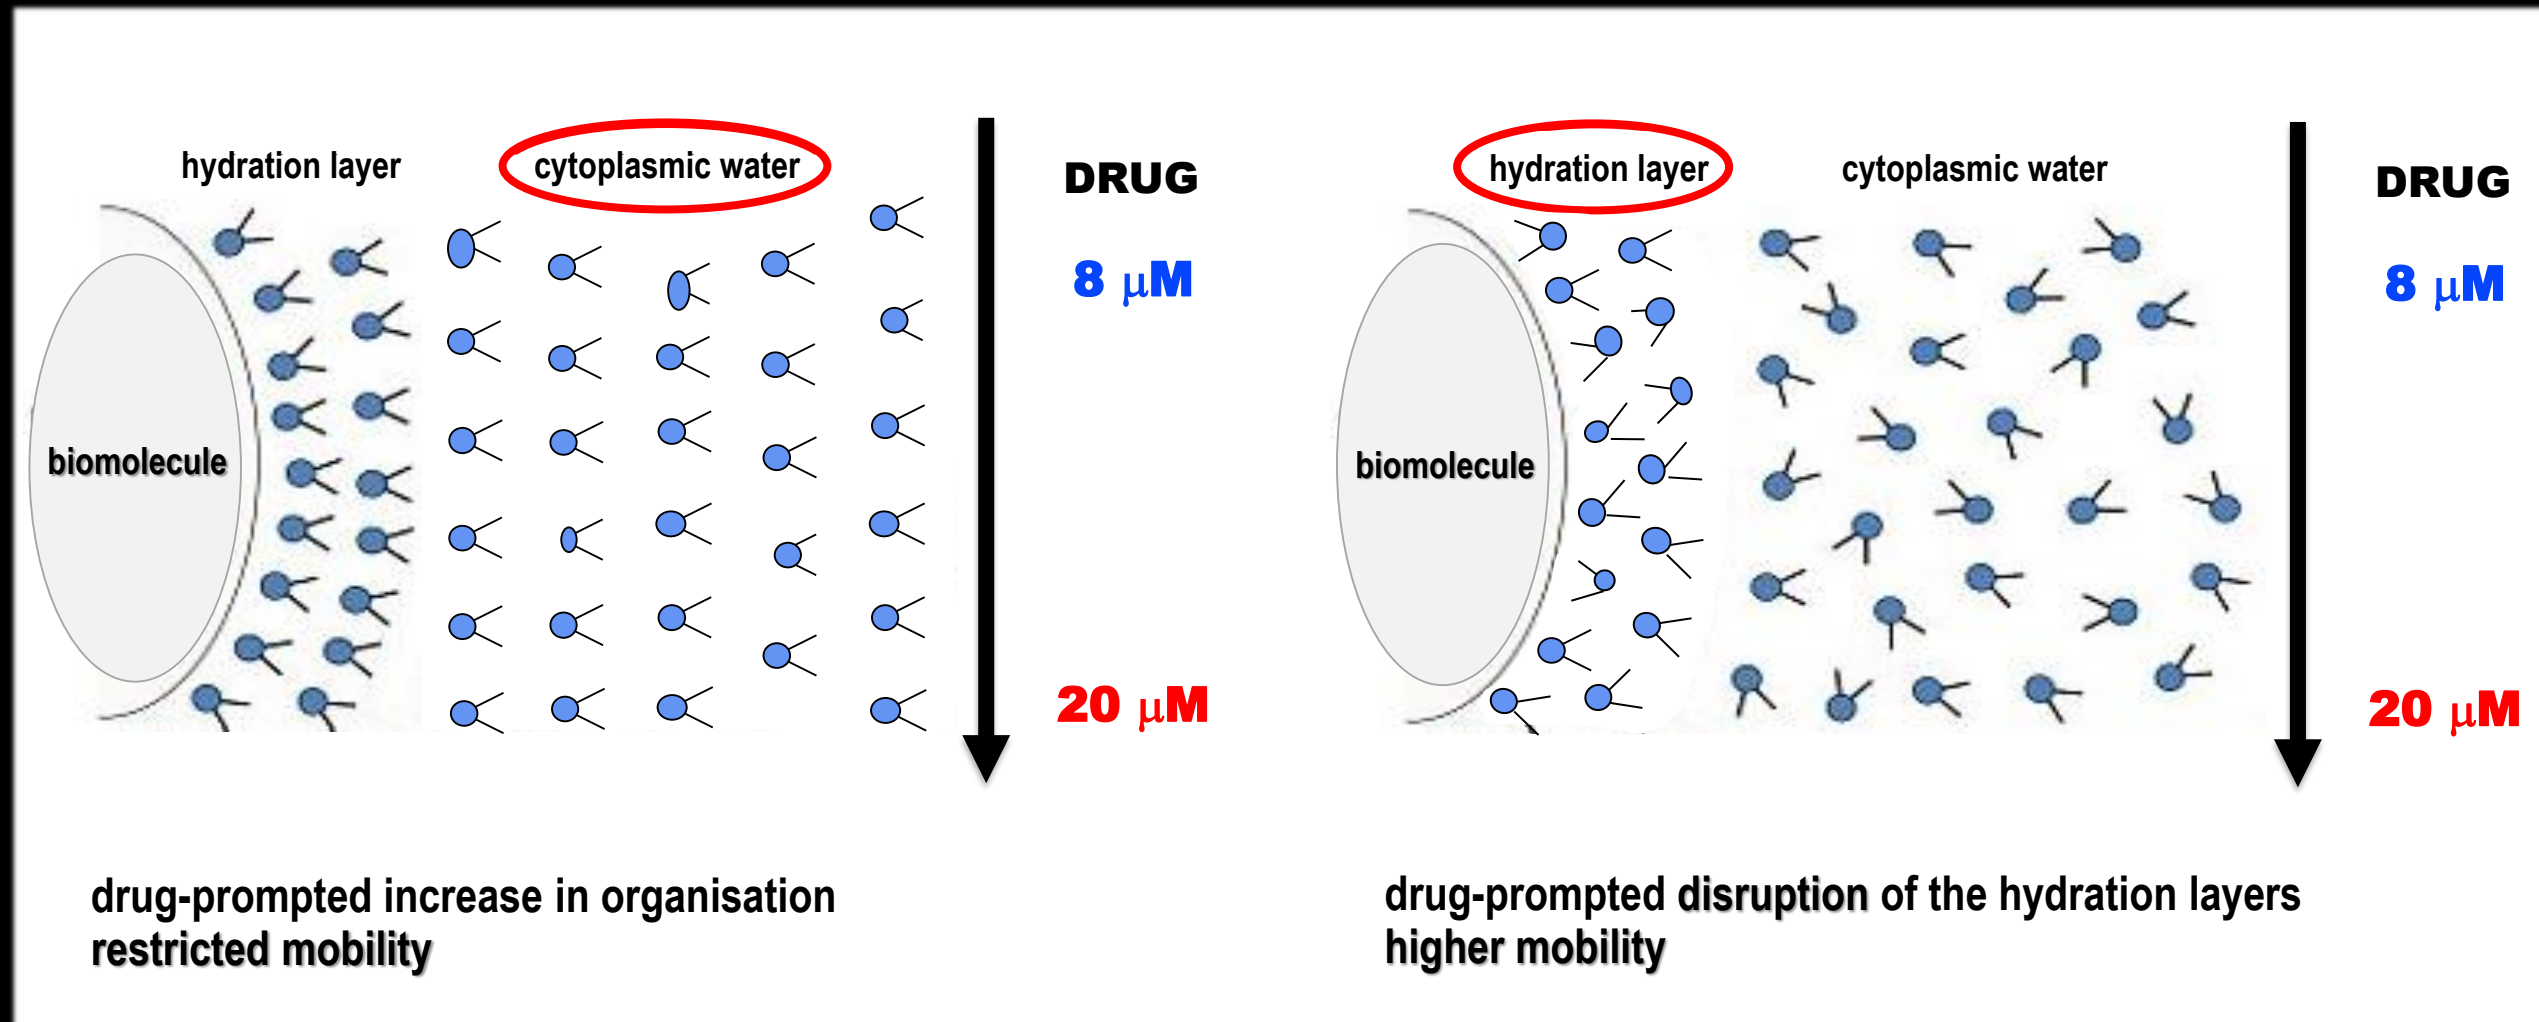 hydration layer
cytoplasmic water
DRUG
8 μM
biomolecule
20 μM
drug-prompted increase in organisation
restricted mobility
hydration layer
cytoplasmic water
DRUG
8 μM
biomolecule
20 μM
drug-prompted disruption of the hydration layers
higher mobility